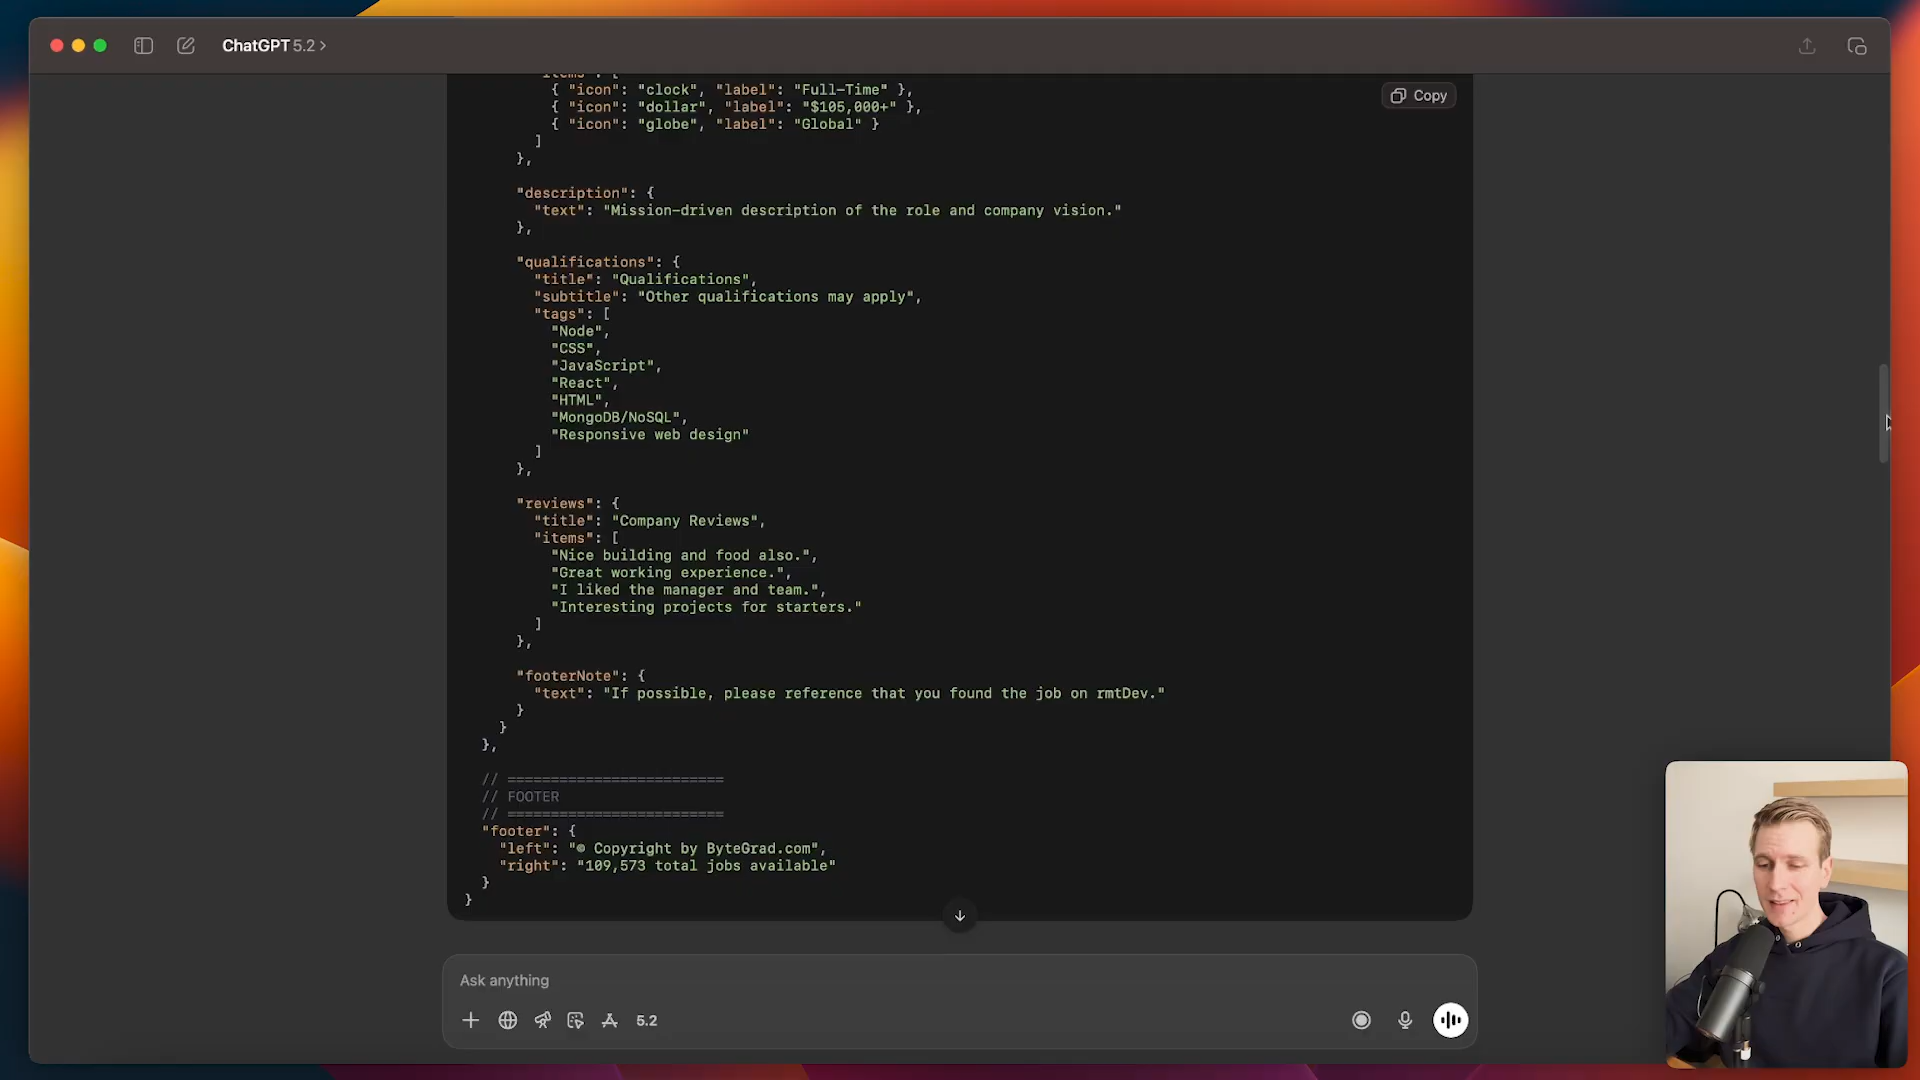 ChatGPT 5.2 >
"items": [
{ "icon": "clock", "label": "Full-Time" },
{ "icon": "dollar", "label": "$105,000+" },
{ "icon": "globe", "label": "Global" }
]
},
"description": {
"text": "Mission-driven description of the role and company vision."
},
"qualifications": {
"title": "Qualifications",
"subtitle": "Other qualifications may apply",
"tags": [
"Node",
"CSS",
"JavaScript",
"React",
"HTML",
"MongoDB/NoSQL",
"Responsive web design"
]
},
"reviews": {
"title": "Company Reviews",
"items": [
"Nice building and food also.",
"Great working experience.",
"I liked the manager and team.",
"Interesting projects for starters."
]
},
"footerNote": {
"text": "If possible, please reference that you found the job on rmtDev."
}
}
},
// =========================
// FOOTER
// =========================
"footer": {
"left": "© Copyright by ByteGrad.com",
"right": "109,573 total jobs available"
}
}
Copy
Ask anything
5.2